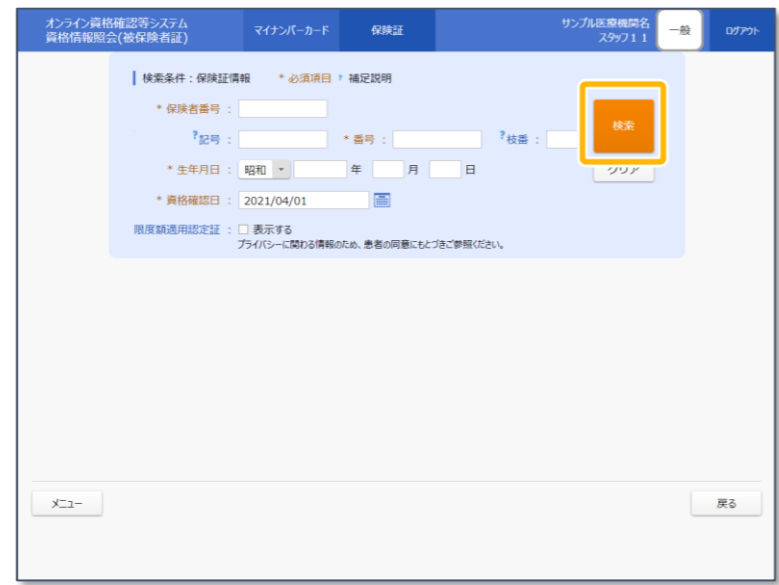 オンライン資格確認等システム
資格情報照会(被保険者証)
マイナンバーカード
保険証
サンプル医療機関名
スタッフ11
一般
ログアウト
検索条件：保険証情報 * 必須項目 ? 補足説明
* 保険者番号 :
?記号 : * 番号 : ?枝番 :
検索
* 生年月日 : 昭和 年 月 日
クリア
* 資格確認日 : 2021/04/01
限度額適用認定証 : 表示する
プライバシーに関わる情報のため、患者の同意にもとづきご参照ください。
メニュー
戻る